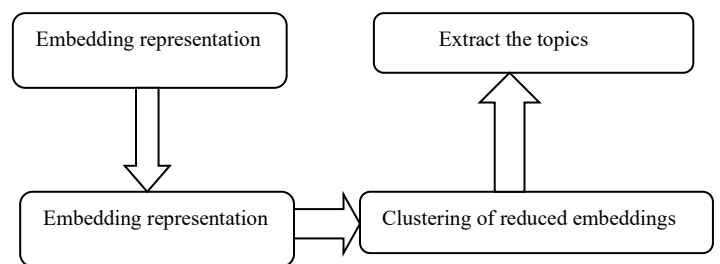 Embedding representation
Extract the topics
Embedding representation
Clustering of reduced embeddings